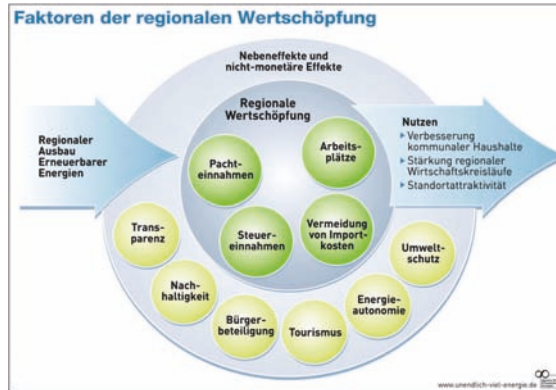 Faktoren der regionalen Wertschöpfung
Nebeneffekte und
nicht-monetäre Effekte
Regionale
Wertschöpfung
Regionaler
Ausbau
Erneuerbarer
Energien
Pacht-
einnahmen
Arbeits-
plätze
Steuer-
einnahmen
Vermeidung
von Import-
kosten
Nutzen
Verbesserung
kommunaler Haushalte
Stärkung regionaler
Wirtschaftskreisläufe
Standortattraktivität
Trans-
parenz
Nach-
haltigkeit
Bürger-
beteiligung
Tourismus
Energie-
autonomie
Umwelt-
schutz
www.unendlich-viel-energie.de